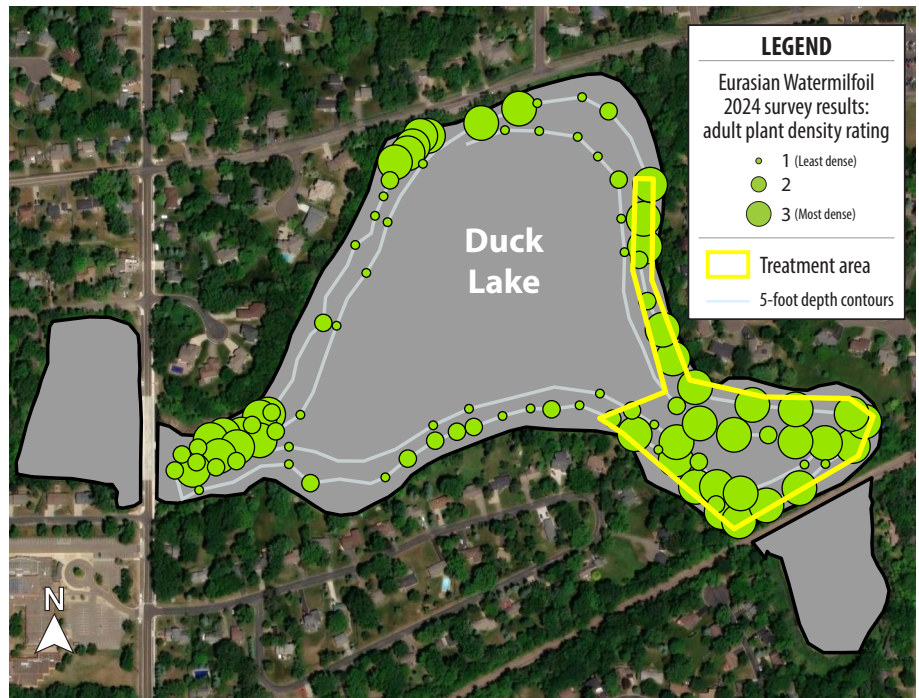 LEGEND
Eurasian Watermilfoil
2024 survey results:
adult plant density rating
1 (Least dense)
2
3 (Most dense)
Treatment area
5-foot depth contours
Duck
Lake
N